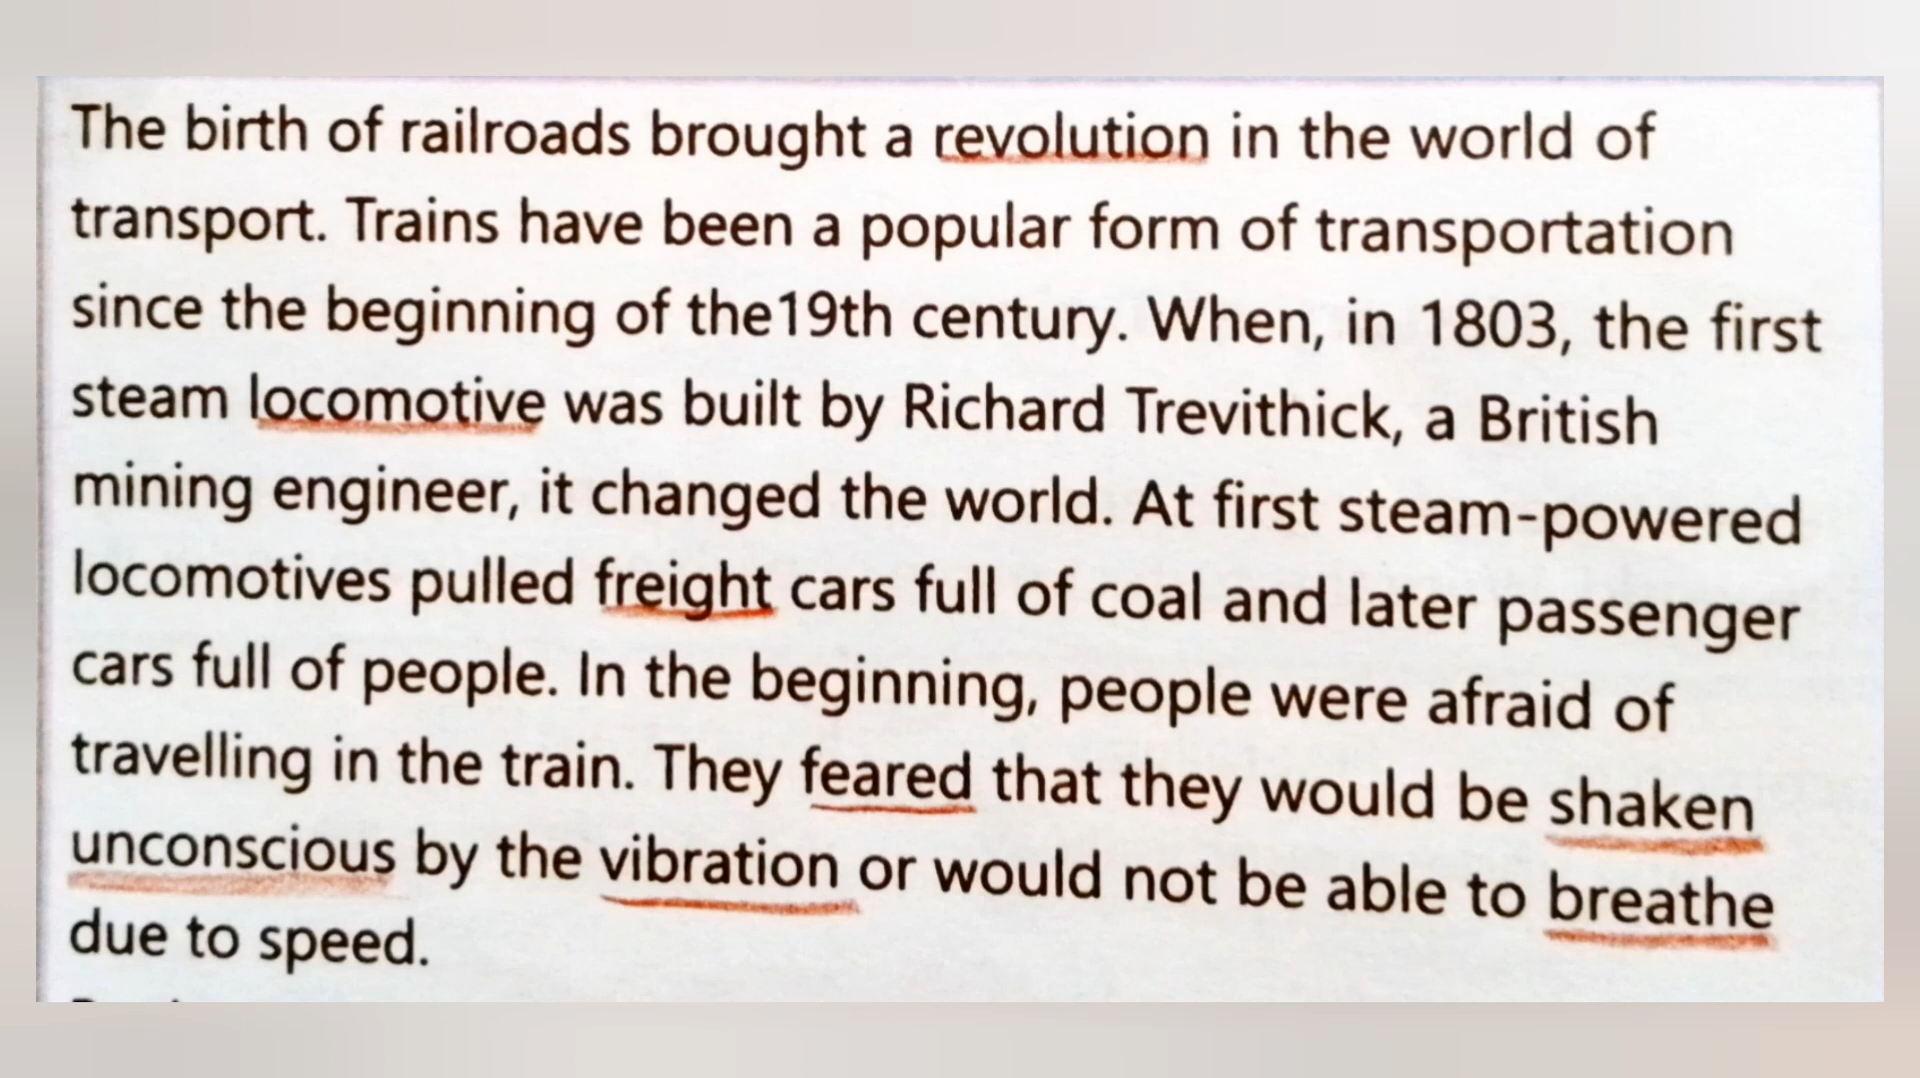 The birth of railroads brought a revolution in the world of
transport. Trains have been a popular form of transportation
since the beginning of the19th century. When, in 1803, the first
steam locomotive was built by Richard Trevithick, a British
mining engineer, it changed the world. At first steam-powered
locomotives pulled freight cars full of coal and later passenger
cars full of people. In the beginning, people were afraid of
travelling in the train. They feared that they would be shaken
unconscious by the vibration or would not be able to breathe
due to speed.